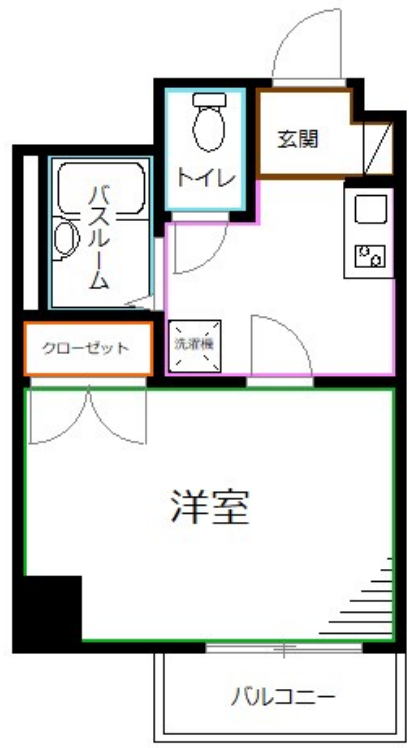 玄関
トイレ
バスルーム
洗濯機
クローゼット
洋室
バルコニー